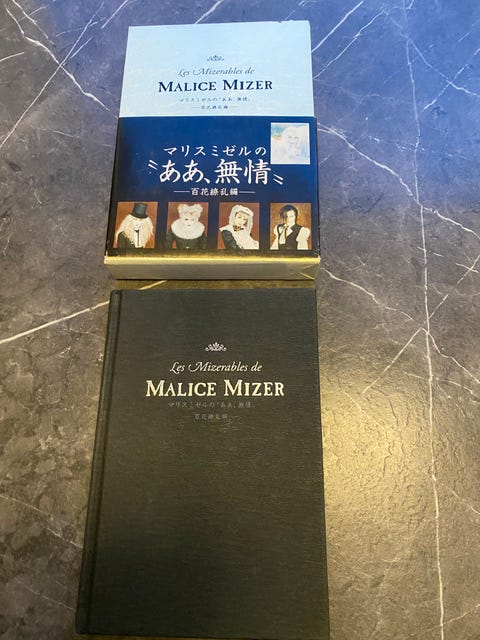 Les Mizerables de
MALICE MIZER
マリスミゼルの“ああ、無情”
百花繚乱編
マリスミゼルの
“ああ、無情”
百花繚乱編
Les Mizerables de
MALICE MIZER
マリスミゼルの“ああ、無情”
百花繚乱編